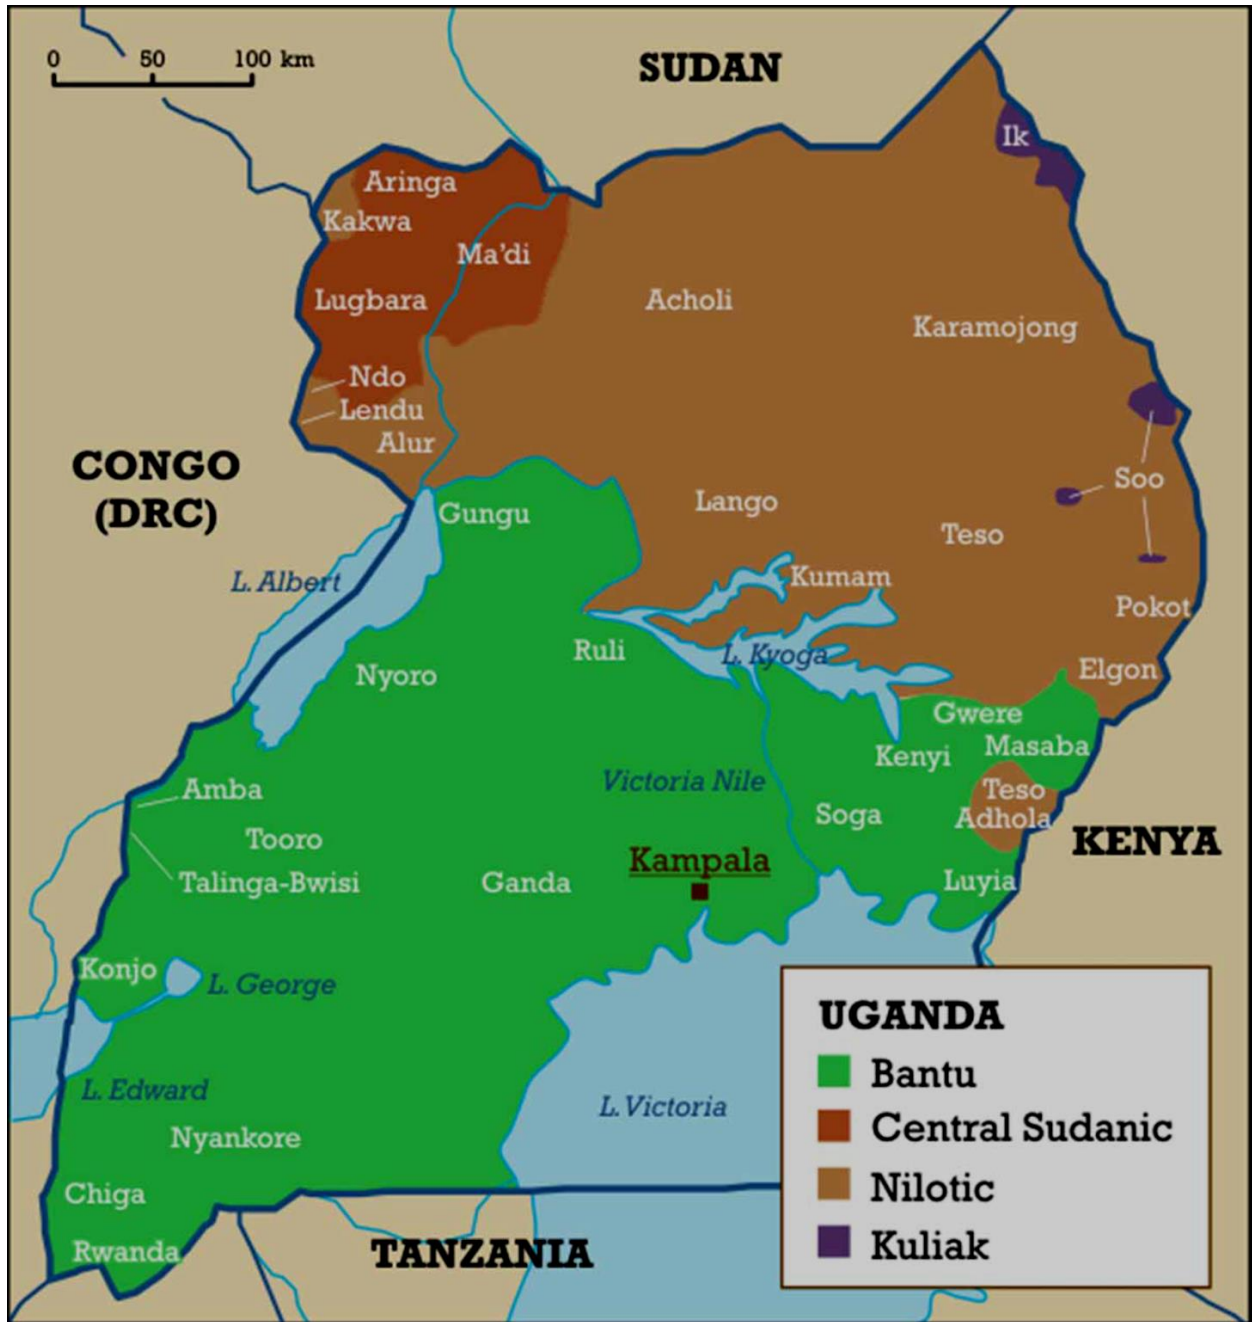 0 50 100 km
SUDAN
Ik
Aringa
Kakwa
Ma'di
Lugbara
Acholi
Karamojong
Ndo
Lendu
Alur
CONGO
(DRC)
Soo
Gungu
Lango
Teso
L. Albert
Kumam
Pokot
Ruli
L. Kyoga
Nyoro
Elgon
Gwere
Kenyi
Masaba
Amba
Victoria Nile
Teso
Adhola
Soga
Tooro
KENYA
Kampala
Talinga-Bwisi
Ganda
Luyia
Konjo
L. George
UGANDA
Bantu
Central Sudanic
Nilotic
Kuliak
L. Edward
L. Victoria
Nyankore
Chiga
Rwanda
TANZANIA